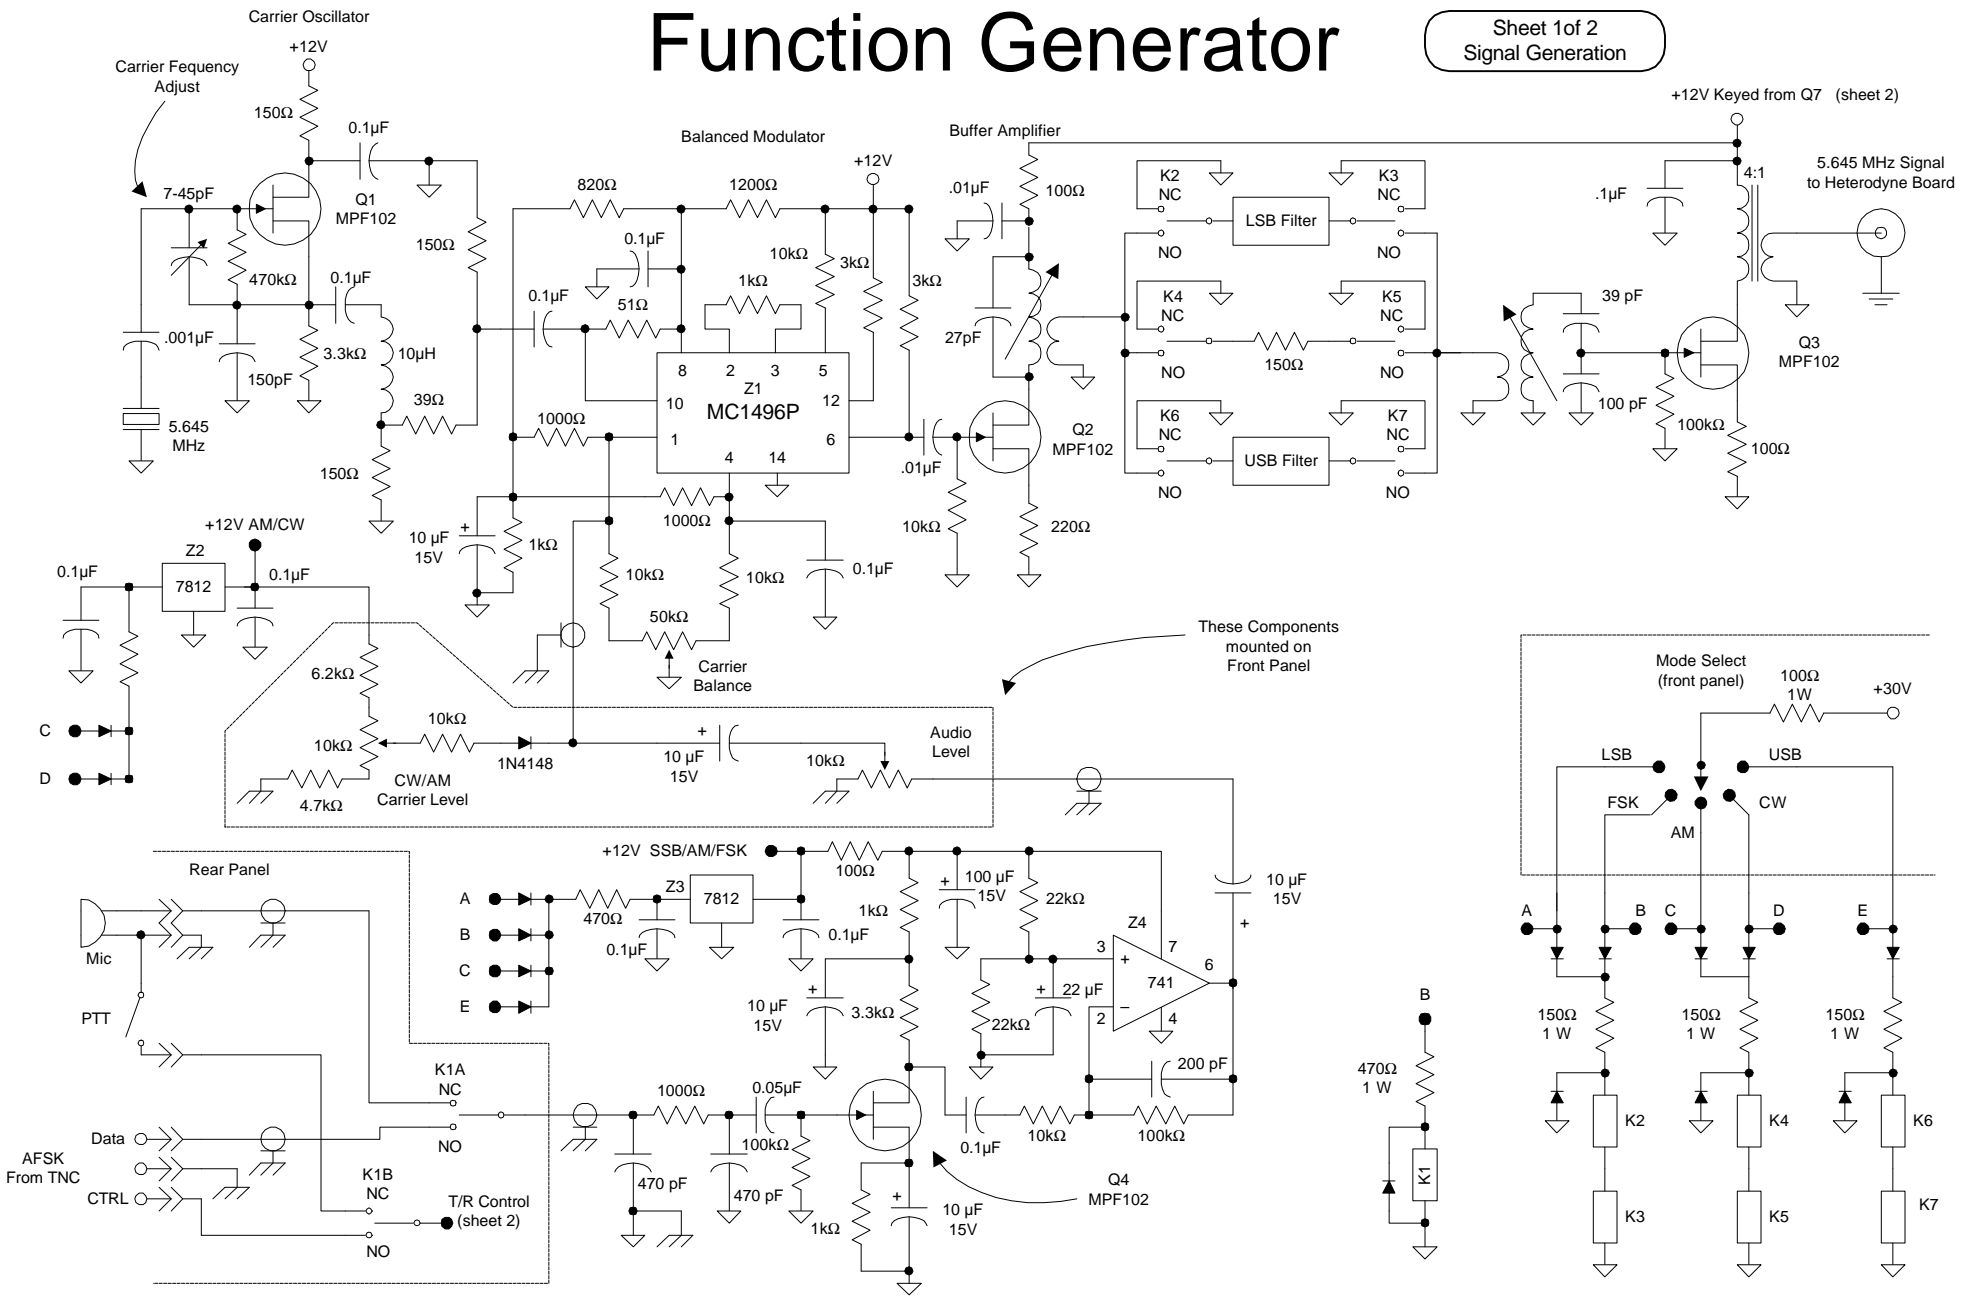 Function Generator
Sheet 1of 2
Signal Generation
Carrier Oscillator
+12V
Carrier Fequency
Adjust
150Ω
0.1µF
7-45pF
Q1
MPF102
470kΩ
0.1µF
.001µF
150pF
3.3kΩ
10µH
5.645
MHz
39Ω
150Ω
150Ω
Balanced Modulator
+12V
820Ω
1200Ω
0.1µF
10kΩ
3kΩ
3kΩ
1kΩ
0.1µF
51Ω
8
2
3
5
Z1
MC1496P
10
12
1
6
4
14
1000Ω
1000Ω
10 µF
15V
1kΩ
10kΩ
10kΩ
0.1µF
50kΩ
Carrier
Balance
Buffer Amplifier
.01µF
100Ω
27pF
Q2
MPF102
.01µF
10kΩ
220Ω
K2
NC
NO
LSB Filter
K3
NC
NO
K4
NC
NO
150Ω
K5
NC
NO
K6
NC
NO
USB Filter
K7
NC
NO
+12V Keyed from Q7 (sheet 2)
.1µF
4:1
5.645 MHz Signal
to Heterodyne Board
39 pF
100 pF
Q3
MPF102
100kΩ
100Ω
+12V AM/CW
Z2
7812
0.1µF
0.1µF
C
D
6.2kΩ
10kΩ
10kΩ
1N4148
CW/AM
Carrier Level
4.7kΩ
+
10 µF
15V
10kΩ
Audio
Level
These Components
mounted on
Front Panel
Mode Select
(front panel)
100Ω
1W
+30V
LSB
USB
FSK
CW
AM
A
B
C
D
E
150Ω
1 W
150Ω
1 W
150Ω
1 W
K2
K4
K6
K3
K5
K7
B
470Ω
1 W
K1
Rear Panel
Mic
PTT
K1A
NC
NO
Data
AFSK
From TNC
CTRL
K1B
NC
NO
T/R Control
(sheet 2)
+12V SSB/AM/FSK
A
B
C
E
470Ω
Z3
7812
0.1µF
0.1µF
100Ω
1kΩ
+
100 µF
15V
22kΩ
+
10 µF
15V
3.3kΩ
22kΩ
+
22 µF
Z4
3
+
7
741
6
2
–
4
10 µF
15V
+
200 pF
100kΩ
10kΩ
0.1µF
1000Ω
0.05µF
100kΩ
470 pF
470 pF
Q4
MPF102
1kΩ
+
10 µF
15V